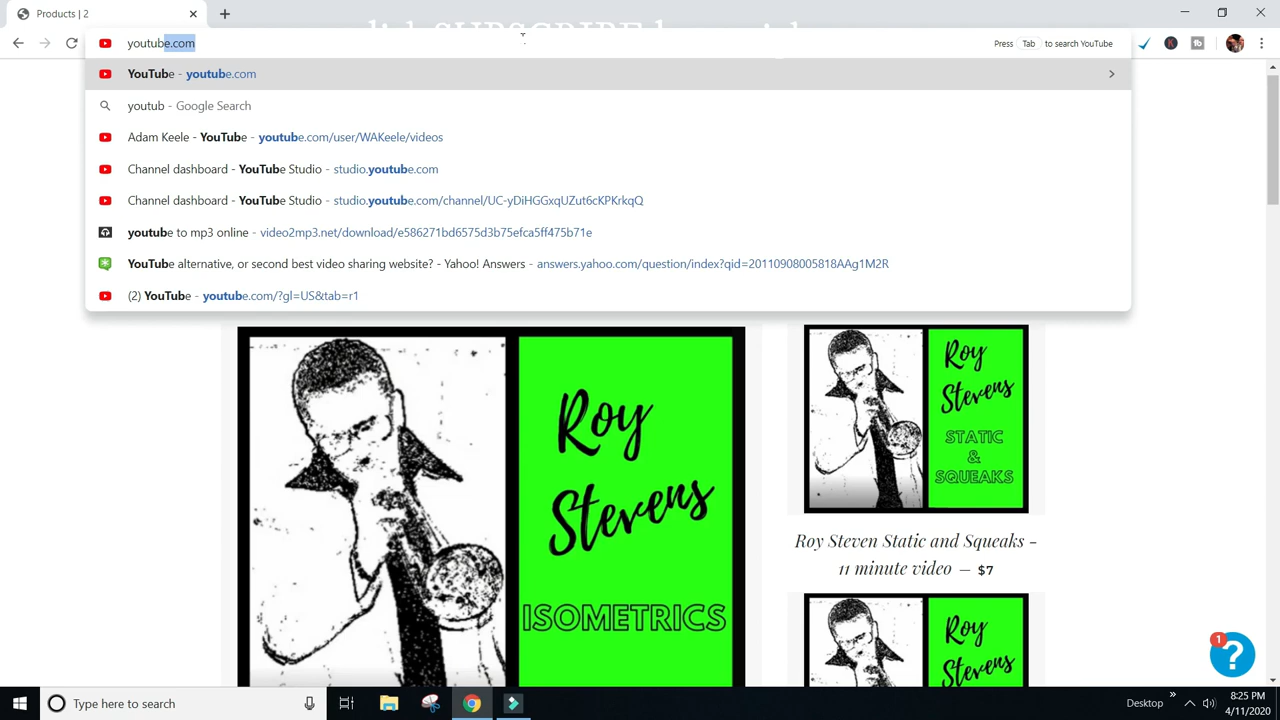 Products | 2
youtube.com
Press Tab to search YouTube
YouTube - youtube.com
youtub - Google Search
Adam Keele - YouTube - youtube.com/user/WAKeele/videos
Channel dashboard - YouTube Studio - studio.youtube.com
Channel dashboard - YouTube Studio - studio.youtube.com/channel/UC-yDiHGGxqUZut6cKPKrkqQ
youtube to mp3 online - video2mp3.net/download/e586271bd6575d3b75efca5ff475b71e
YouTube alternative, or second best video sharing website? - Yahoo! Answers - answers.yahoo.com/question/index?qid=20110908005818AAg1M2R
(2) YouTube - youtube.com/?gl=US&tab=r1
Roy
Stevens
ISOMETRICS
Roy
Stevens
STATIC
&
SQUEAKS
Roy Steven Static and Squeaks -
11 minute video — $7
Roy
Stevens
1
?
Type here to search
Desktop
8:25 PM
4/11/2020